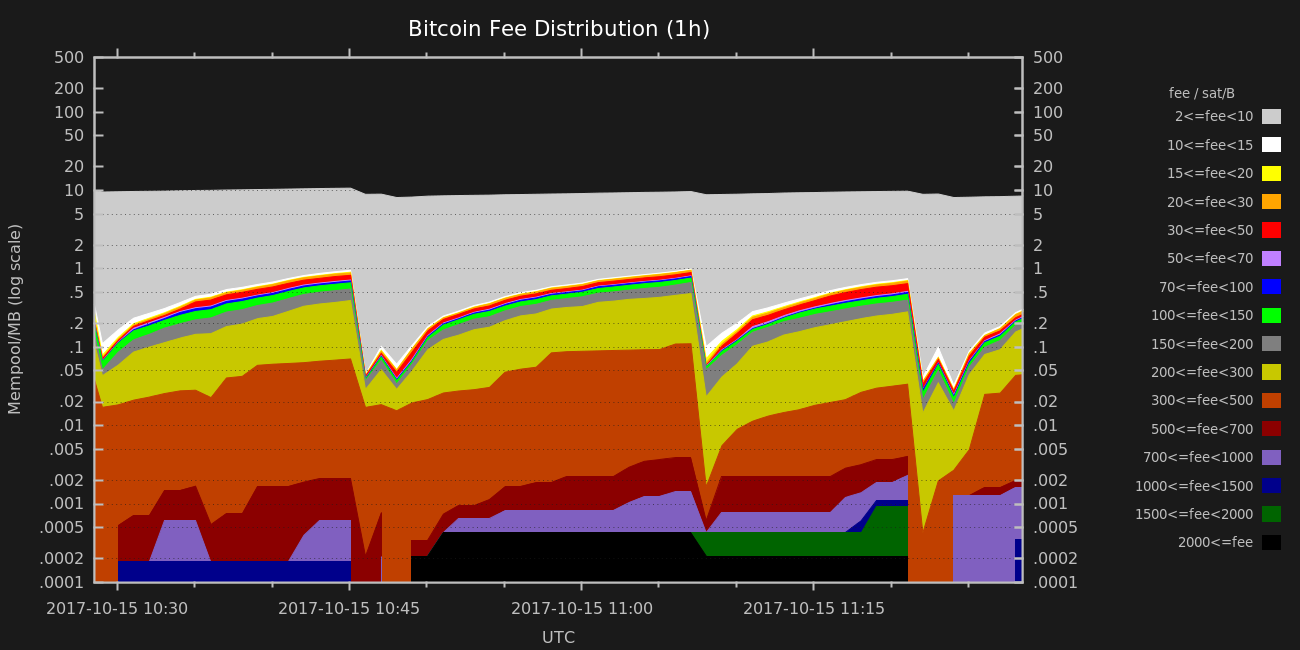 Bitcoin Fee Distribution (1h)
500 500
200 200
100 100
50 50
20 20
10 10
5 5
2 2
1 1
.5 .5
.2 .2
.1 .1
.05 .05
.02 .02
.01 .01
.005 .005
.002 .002
.001 .001
.0005 .0005
.0002 .0002
.0001 .0001
Mempool/MB (log scale)
2017-10-15 10:30 2017-10-15 10:45 2017-10-15 11:00 2017-10-15 11:15
UTC
fee / sat/B
2<=fee<10
10<=fee<15
15<=fee<20
20<=fee<30
30<=fee<50
50<=fee<70
70<=fee<100
100<=fee<150
150<=fee<200
200<=fee<300
300<=fee<500
500<=fee<700
700<=fee<1000
1000<=fee<1500
1500<=fee<2000
2000<=fee